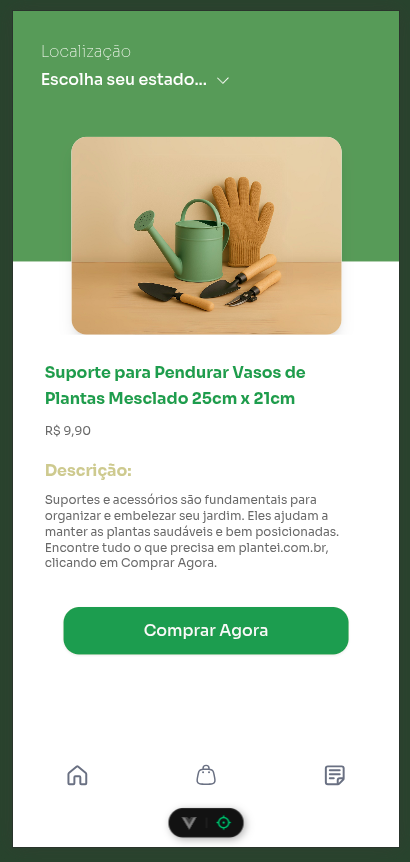 Localização
Escolha seu estado...
Suporte para Pendurar Vasos de
Plantas Mesclado 25cm x 21cm
R$ 9,90
Descrição:
Suportes e acessórios são fundamentais para
organizar e embelezar seu jardim. Eles ajudam a
manter as plantas saudáveis e bem posicionadas.
Encontre tudo o que precisa em plantei.com.br,
clicando em Comprar Agora.
Comprar Agora